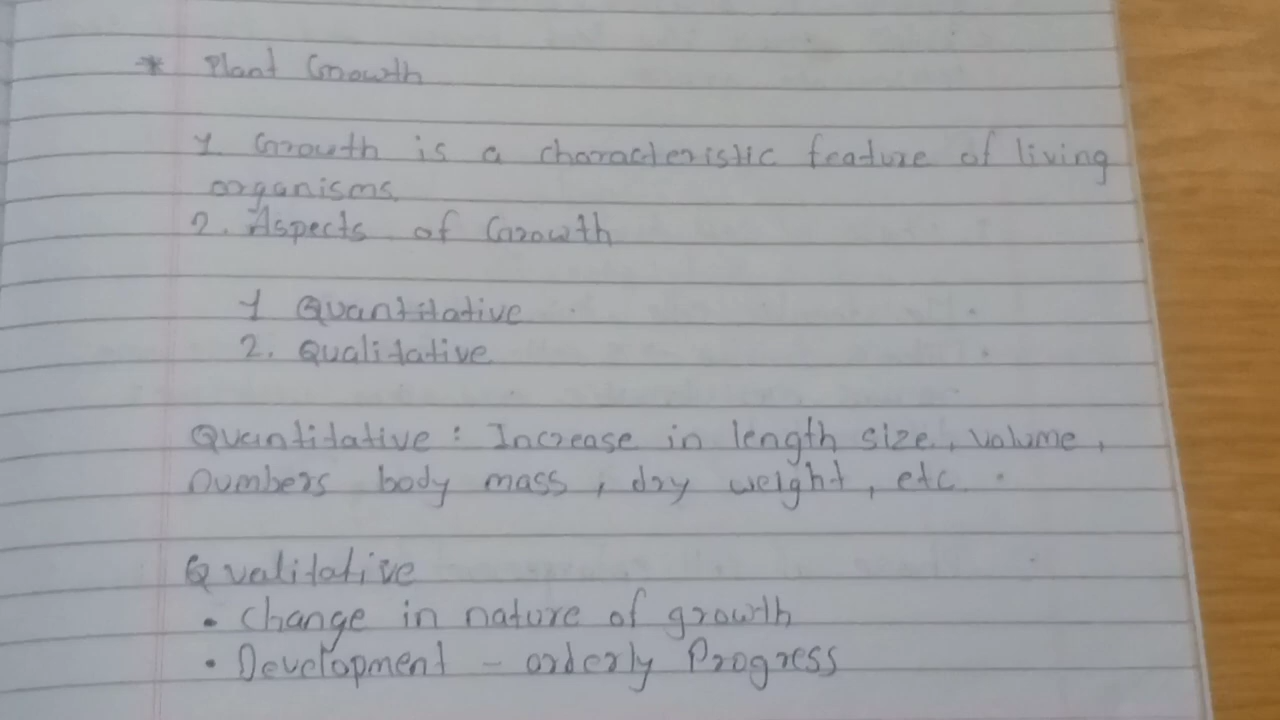 * Plant Growth
1. Growth is a characteristic feature of living
organisms.
2. Aspects of Growth
1 Quantitative
2. Qualitative
Quantitative : Increase in length size, volume,
numbers body mass, dry weight, etc.
Qualitative
• Change in nature of growth
• Development - orderly Progress